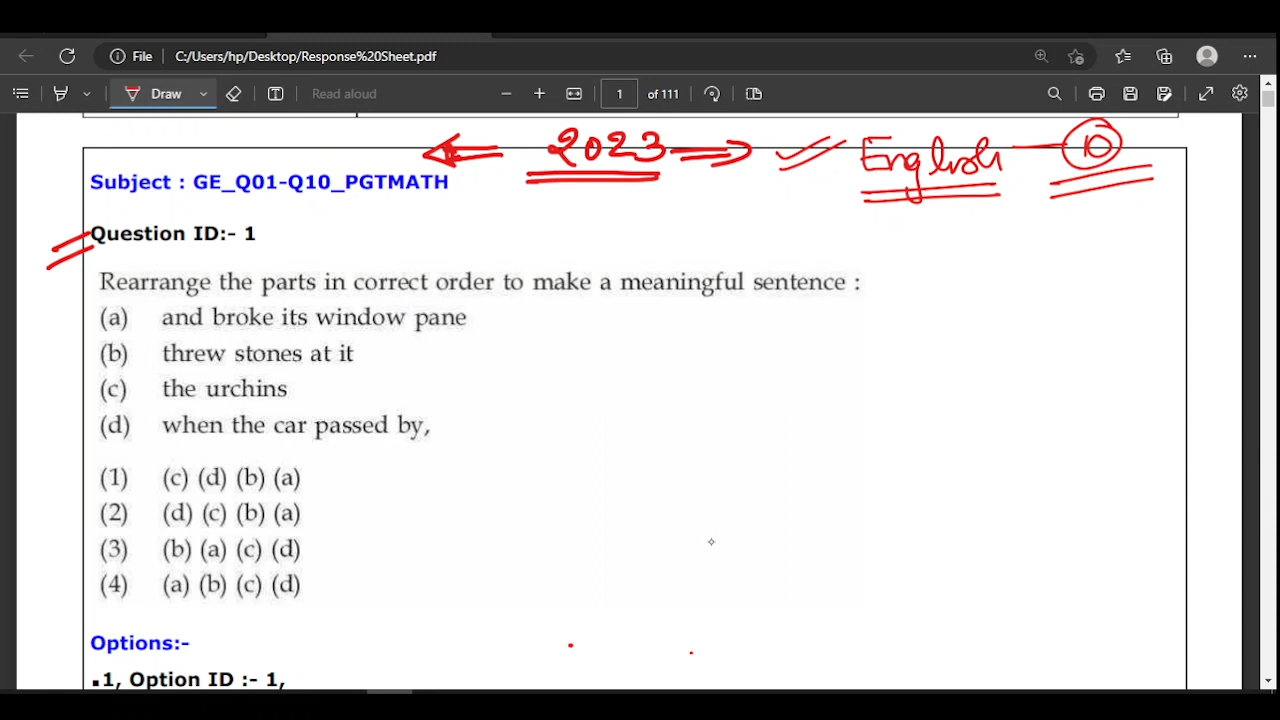 File C:/Users/hp/Desktop/Response%20Sheet.pdf
Draw Read aloud 1 of 111
2023 English 10
Subject : GE_Q01-Q10_PGTMATH
Question ID:- 1
Rearrange the parts in correct order to make a meaningful sentence :
(a) and broke its window pane
(b) threw stones at it
(c) the urchins
(d) when the car passed by,
(1) (c) (d) (b) (a)
(2) (d) (c) (b) (a)
(3) (b) (a) (c) (d)
(4) (a) (b) (c) (d)
Options:-
1, Option ID :- 1,